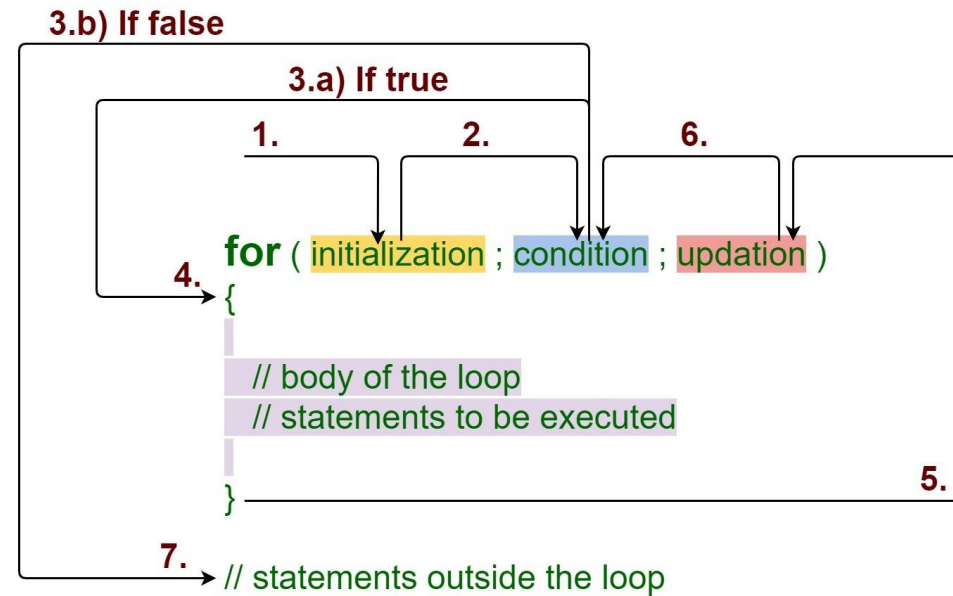 3.b) If false
3.a) If true
1. 2. 6.
for ( initialization ; condition ; updation )
4. {
// body of the loop
// statements to be executed
} 5.
7. // statements outside the loop